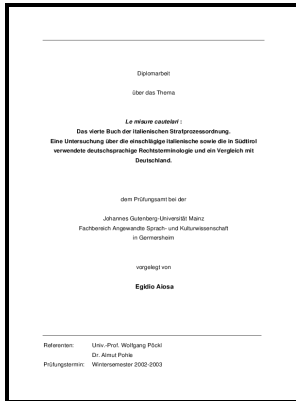 Diplomarbeit
über das Thema
Le misure cautelari :
Das vierte Buch der italienischen Strafprozessordnung.
Eine Untersuchung über die einschlägige italienische sowie die in Südtirol
verwendete deutschsprachige Rechtsterminologie und ein Vergleich mit
Deutschland.
dem Prüfungsamt bei der
Johannes Gutenberg-Universität Mainz
Fachbereich Angewandte Sprach- und Kulturwissenschaft
in Germersheim
vorgelegt von
Egidio Aiosa
Referenten: Univ.-Prof. Wolfgang Pöckl
Dr. Almut Pohle
Prüfungstermin: Wintersemester 2002-2003